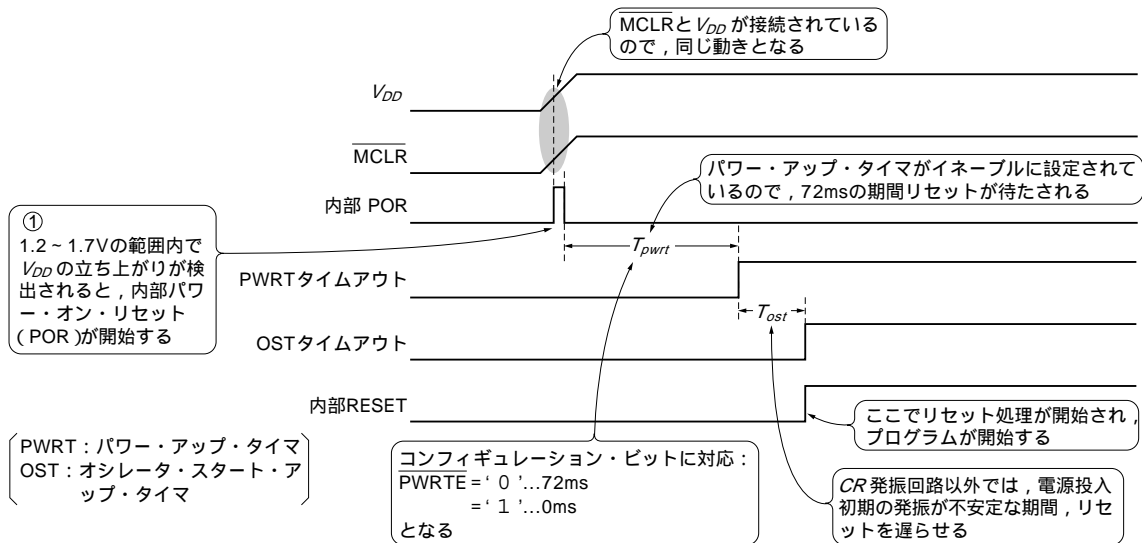 MCLRとVDDが接続されている
ので，同じ動きとなる
VDD
MCLR
パワー・アップ・タイマがイネーブルに設定されて
いるので，72msの期間リセットが待たされる
内部 POR
①
1.2～1.7Vの範囲内で
VDDの立ち上がりが検
出されると，内部パワ
ー・オン・リセット
(POR)が開始する
Tpwrt
PWRTタイムアウト
Tost
OSTタイムアウト
内部RESET
ここでリセット処理が開始され，
プログラムが開始する
PWRT：パワー・アップ・タイマ
OST：オシレータ・スタート・ア
ップ・タイマ
コンフィギュレーション・ビットに対応：
PWRTE=‘０’…72ms
=‘１’…0ms
となる
CR発振回路以外では，電源投入
初期の発振が不安定な期間，リセ
ットを遅らせる